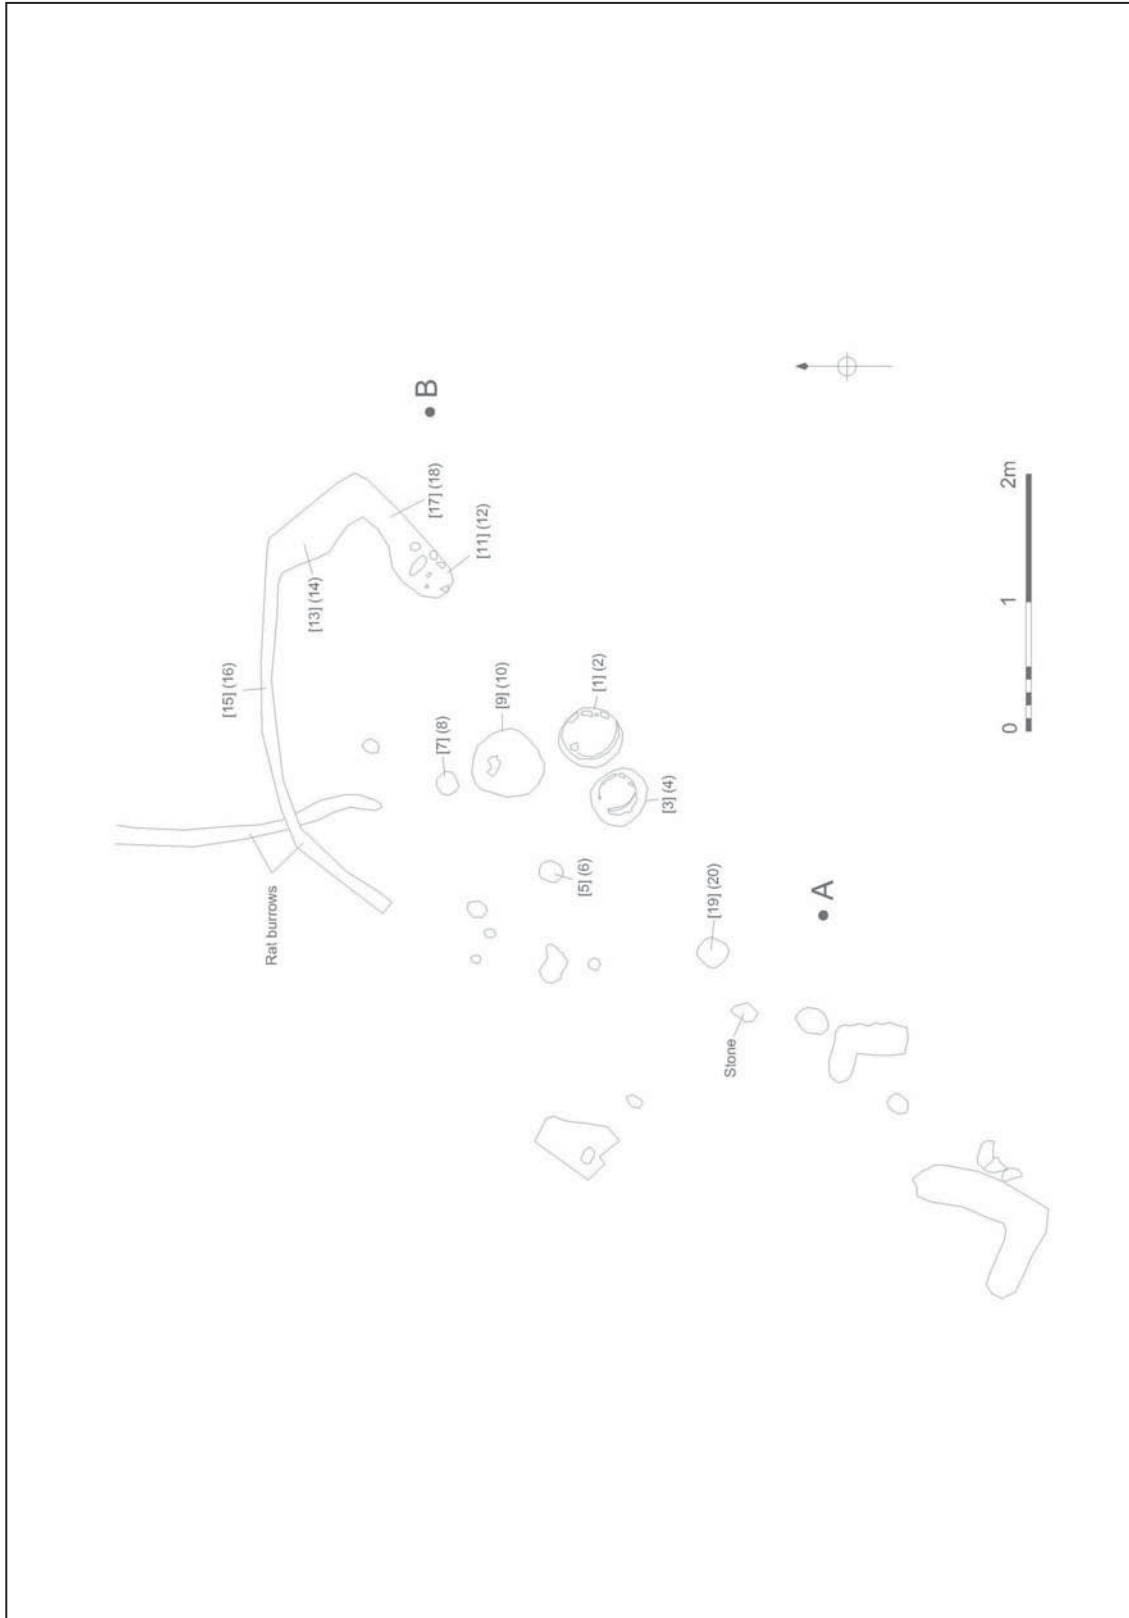 B
[17] (18)
[11] (12)
[13] (14)
[15] (16)
[9] (10)
[1] (2)
[7] (8)
[3] (4)
[5] (6)
Rat burrows
[19] (20)
A
Stone
0 1 2m